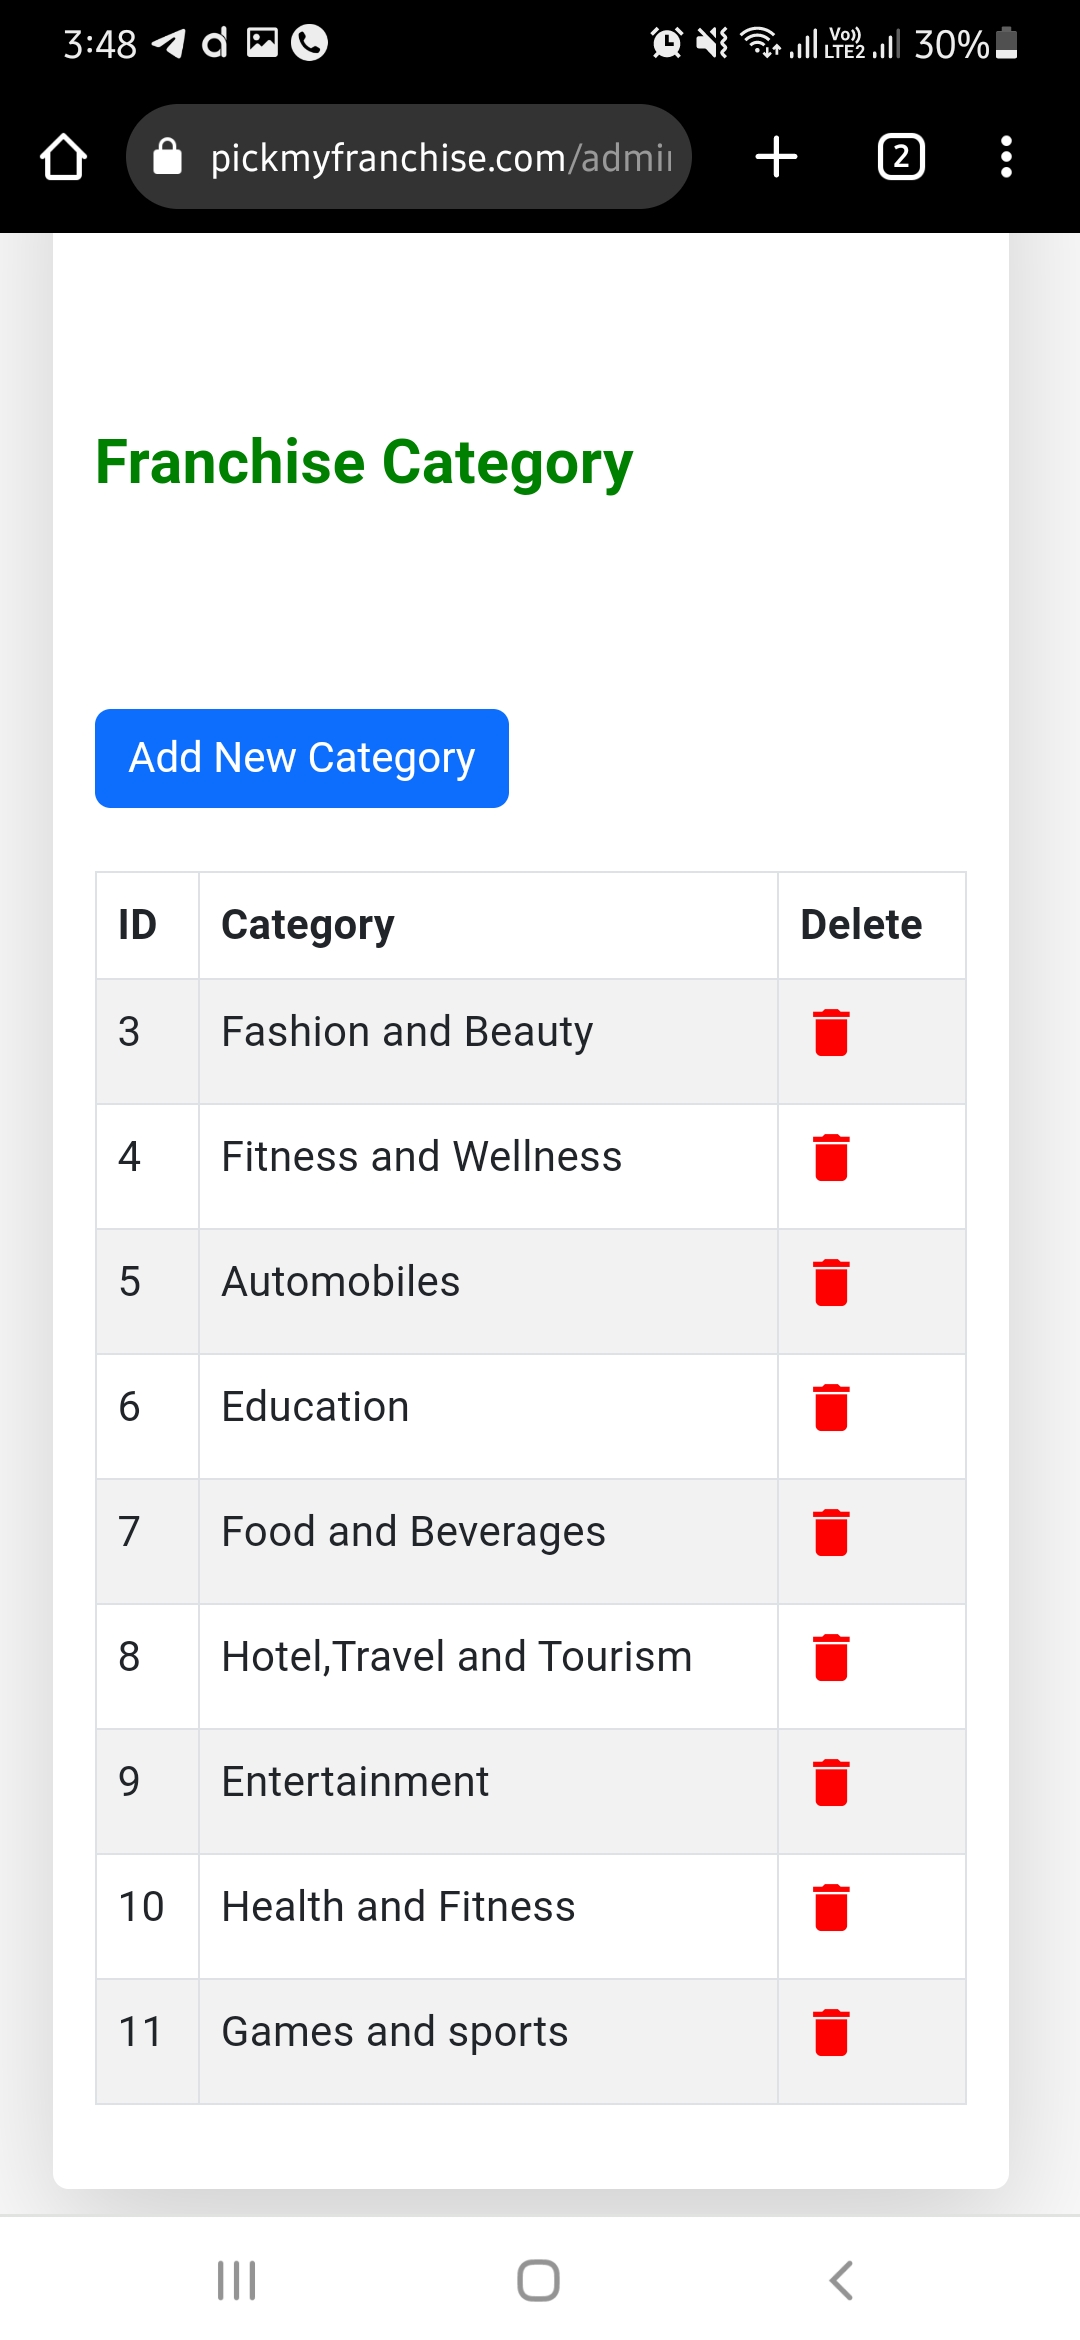 3:48
Vo))
LTE2
30%
pickmyfranchise.com/admi
2
Franchise Category
Add New Category
ID Category Delete
3 Fashion and Beauty
4 Fitness and Wellness
5 Automobiles
6 Education
7 Food and Beverages
8 Hotel,Travel and Tourism
9 Entertainment
10 Health and Fitness
11 Games and sports